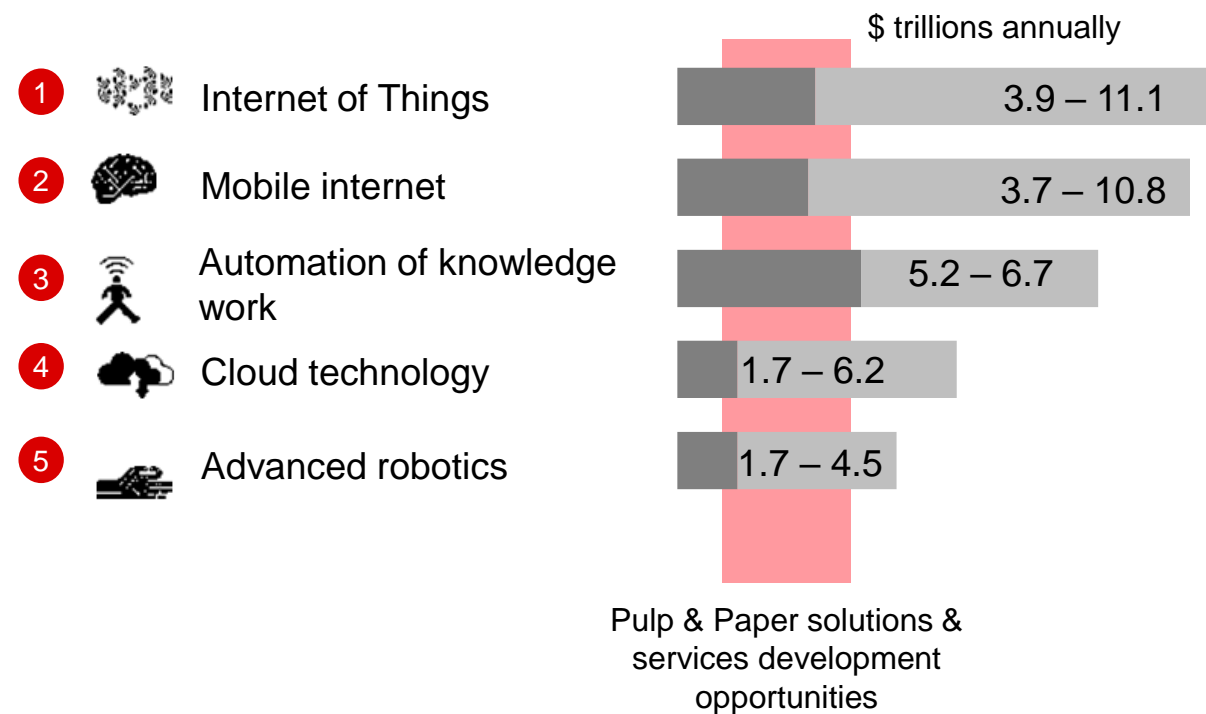 $ trillions annually
1 Internet of Things 3.9 – 11.1
2 Mobile internet 3.7 – 10.8
3 Automation of knowledge
work 5.2 – 6.7
4 Cloud technology 1.7 – 6.2
5 Advanced robotics 1.7 – 4.5
Pulp & Paper solutions &
services development
opportunities